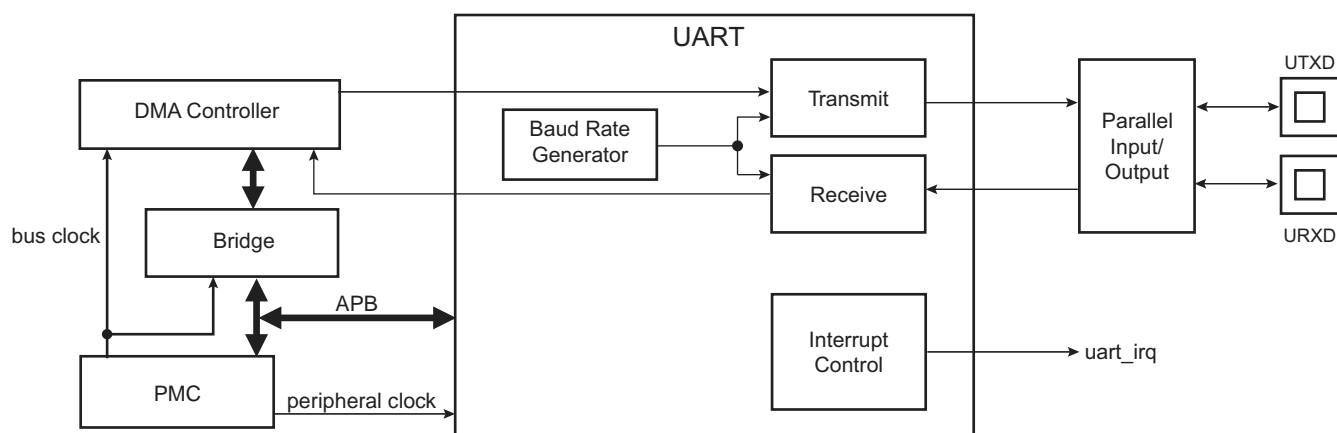 UART
UTXD
DMA Controller
Transmit
Baud Rate
Generator
Parallel
Input/
Output
Receive
bus clock
Bridge
URXD
APB
Interrupt
Control
uart_irq
PMC
peripheral clock